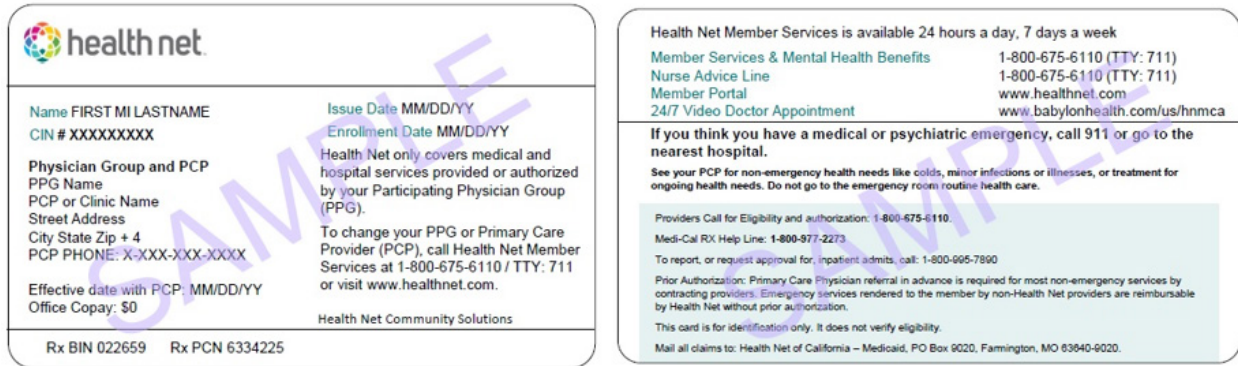 health net.
Name FIRST MI LASTNAME
CIN # XXXXXXXXX
Physician Group and PCP
PPG Name
PCP or Clinic Name
Street Address
City State Zip + 4
PCP PHONE: X-XXX-XXX-XXXX
Effective date with PCP: MM/DD/YY
Office Copay: $0
Issue Date MM/DD/YY
Enrollment Date MM/DD/YY
Health Net only covers medical and
hospital services provided or authorized
by your Participating Physician Group
(PPG).
To change your PPG or Primary Care
Provider (PCP), call Health Net Member
Services at 1-800-675-6110 / TTY: 711
or visit www.healthnet.com.
Health Net Community Solutions
Rx BIN 022659 Rx PCN 6334225
SAMPLE
Health Net Member Services is available 24 hours a day, 7 days a week
Member Services & Mental Health Benefits 1-800-675-6110 (TTY: 711)
Nurse Advice Line 1-800-675-6110 (TTY: 711)
Member Portal www.healthnet.com
24/7 Video Doctor Appointment www.babylonhealth.com/us/hnmca
If you think you have a medical or psychiatric emergency, call 911 or go to the
nearest hospital.
See your PCP for non-emergency health needs like colds, minor infections or illnesses, or treatment for
ongoing health needs. Do not go to the emergency room routine health care.
Providers Call for Eligibility and authorization: 1-800-675-6110.
Medi-Cal RX Help Line: 1-800-977-2273
To report, or request approval for, inpatient admits, call: 1-800-995-7890
Prior Authorization: Primary Care Physician referral in advance is required for most non-emergency services by
contracting providers. Emergency services rendered to the member by non-Health Net providers are reimbursable
by Health Net without prior authorization.
This card is for identification only. It does not verify eligibility.
Mail all claims to: Health Net of California – Medicaid, PO Box 9020, Farmington, MO 63640-9020.
SAMPLE